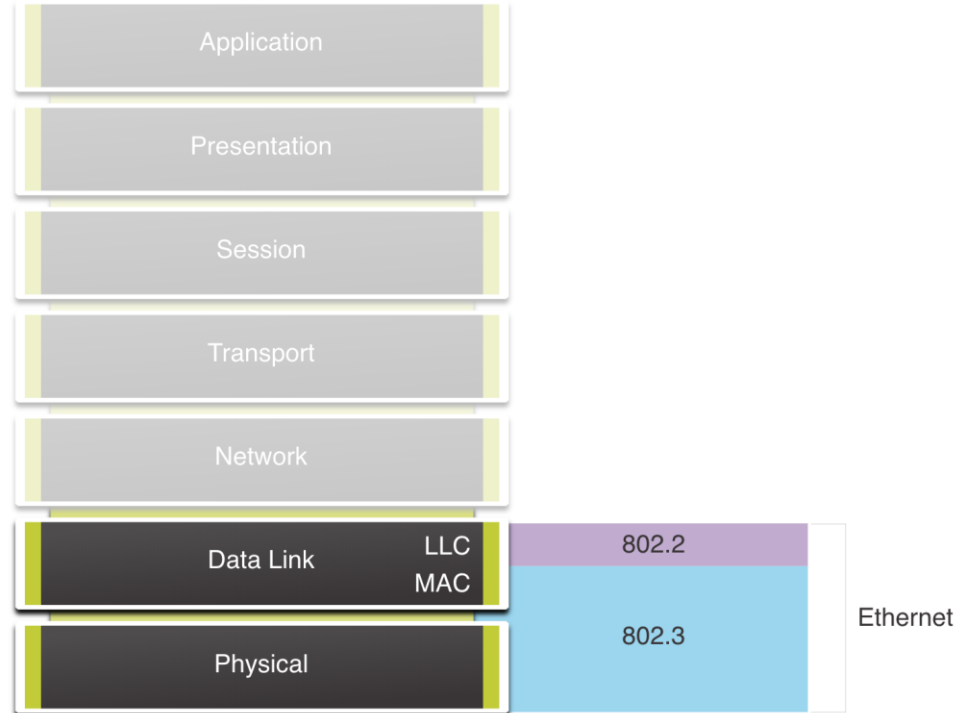 Application
Presentation
Session
Transport
Network
Data Link
LLC
MAC
802.2
802.3
Ethernet
Physical